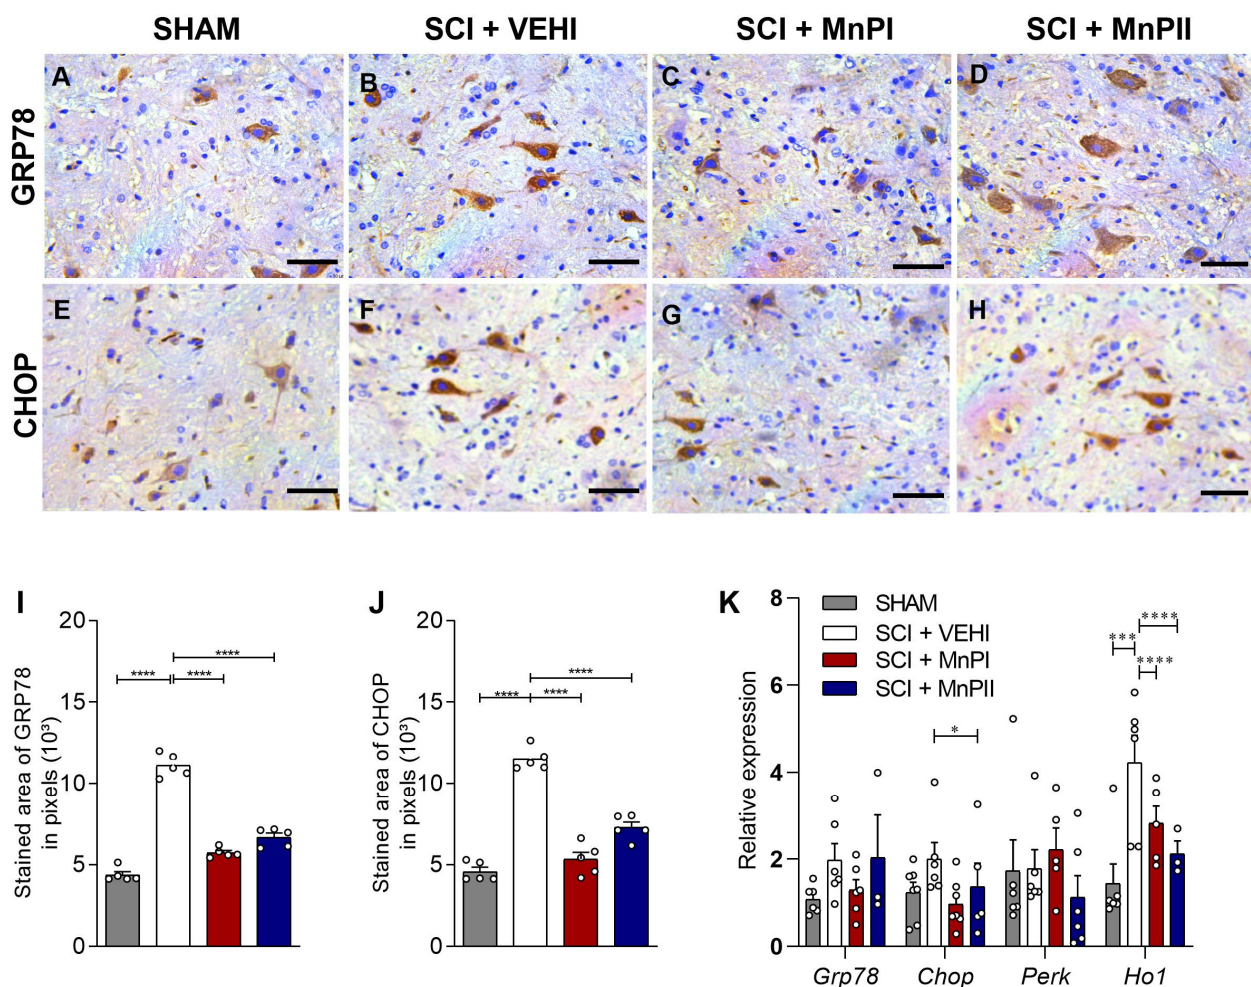 SHAM SCI + VEHI SCI + MnPI SCI + MnPII
GRP78
A B C D
CHOP
E F G H
I
Stained area of GRP78
in pixels (10³)
20
15
10
5
0
****
**** ****
J
Stained area of CHOP
in pixels (10³)
20
15
10
5
0
****
**** ****
K
Relative expression
8
6
4
2
0
SHAM
SCI + VEHI
SCI + MnPI
SCI + MnPII
*
****
***
****
Grp78 Chop Perk Ho1